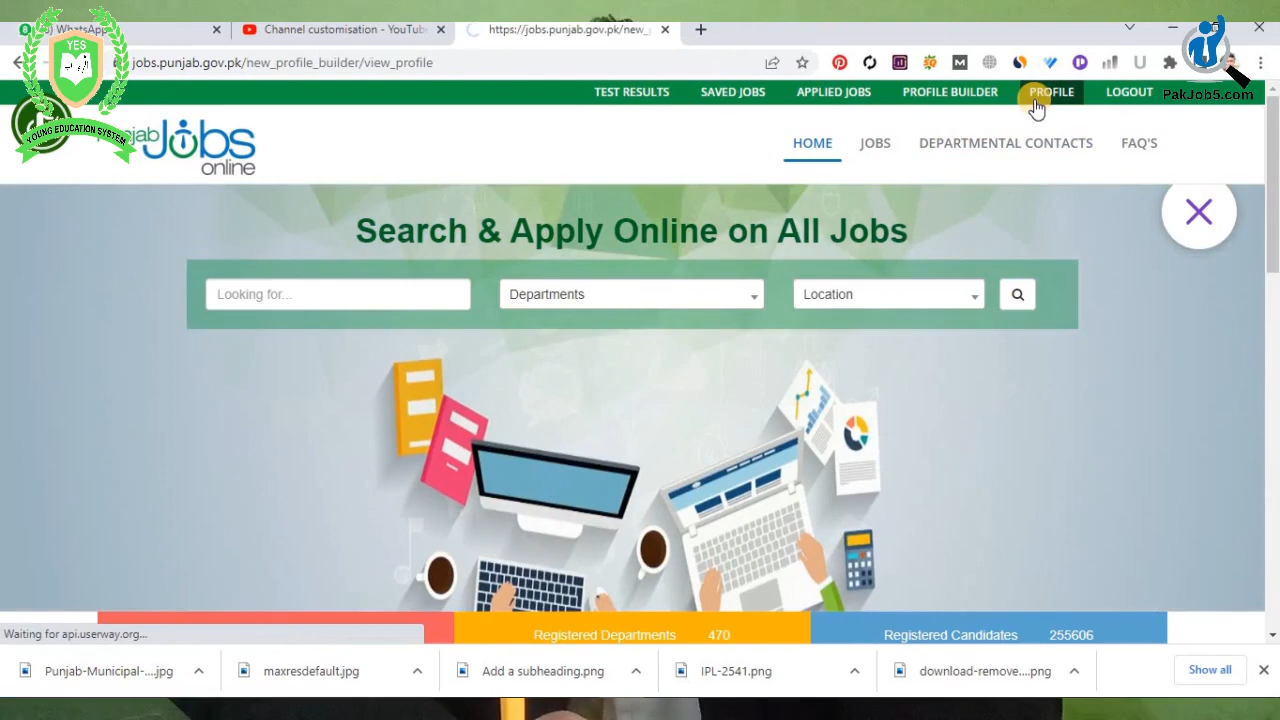 8
WhatsApp
Channel customisation - YouTub
https://jobs.punjab.gov.pk/new_
jobs.punjab.gov.pk/new_profile_builder/view_profile
YES
YOUNG EDUCATION SYSTEM
PakJob5.com
TEST RESULTS SAVED JOBS APPLIED JOBS PROFILE BUILDER PROFILE LOGOUT
Jobs
online
HOME JOBS DEPARTMENTAL CONTACTS FAQ'S
Search & Apply Online on All Jobs
Looking for... Departments Location
Registered Departments 470 Registered Candidates 255606
Waiting for api.userway.org...
Punjab-Municipal-....jpg maxresdefault.jpg Add a subheading.png IPL-2541.png download-remove....png Show all